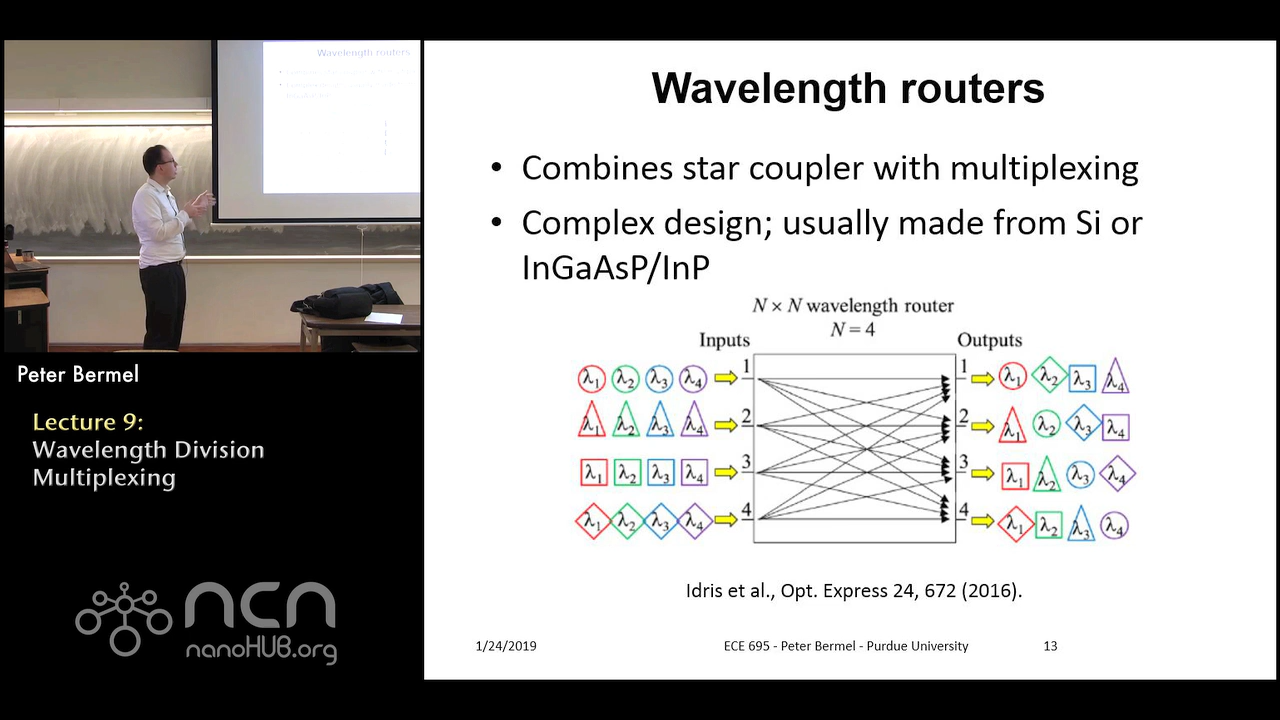 Wavelength routers
Wavelength routers
• Combines star coupler with multiplexing
• Complex design; usually made from Si or
InGaAsP/InP
N × N wavelength router
N = 4
Inputs
Outputs
λ1 λ2 λ3 λ4 1 1 λ1 λ2 λ3 λ4
λ1 λ2 λ3 λ4 2 2 λ1 λ2 λ3 λ4
λ1 λ2 λ3 λ4 3 3 λ1 λ2 λ3 λ4
λ1 λ2 λ3 λ4 4 4 λ1 λ2 λ3 λ4
Idris et al., Opt. Express 24, 672 (2016).
1/24/2019 ECE 695 - Peter Bermel - Purdue University 13
Peter Bermel
Lecture 9:
Wavelength Division
Multiplexing
ncn
nanoHUB.org